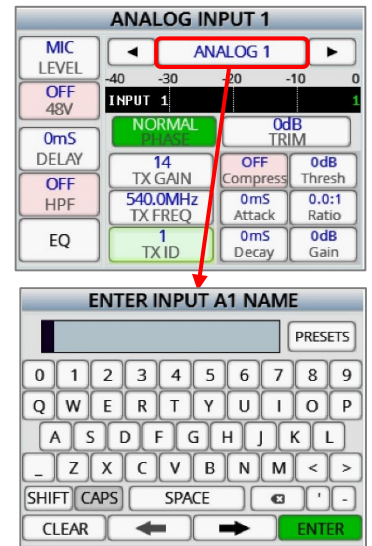 ANALOG INPUT 1
MIC
LEVEL
◄ ANALOG 1 ►
-40 -30 -20 -10 0
INPUT 1 1
OFF
48V
NORMAL
PHASE
0dB
TRIM
0mS
DELAY
14
TX GAIN
OFF
Compress
0dB
Thresh
OFF
HPF
540.0MHz
TX FREQ
0mS
Attack
0.0:1
Ratio
EQ
1
TX ID
0mS
Decay
0dB
Gain
ENTER INPUT A1 NAME
PRESETS
0 1 2 3 4 5 6 7 8 9
Q W E R T Y U I O P
A S D F G H J K L
_ Z X C V B N M < >
SHIFT CAPS SPACE ' -
CLEAR ENTER